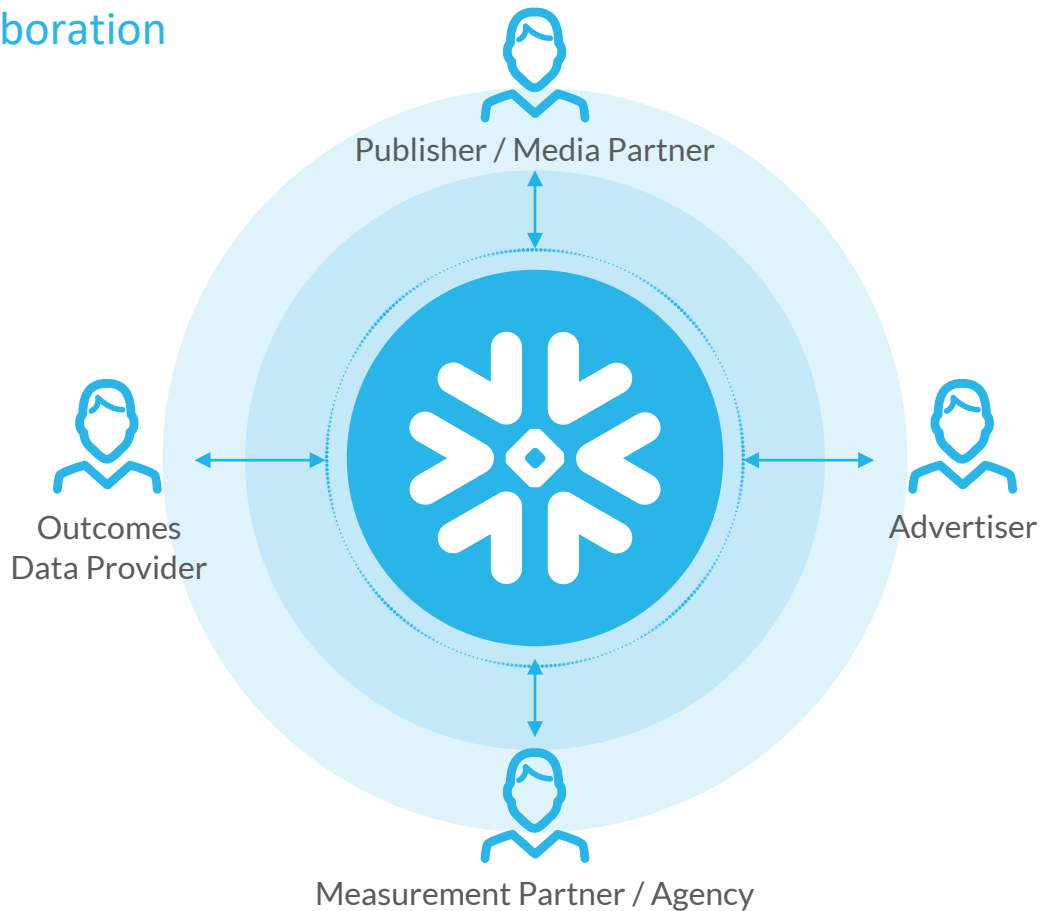 boration
Publisher / Media Partner
Outcomes
Data Provider
Advertiser
Measurement Partner / Agency